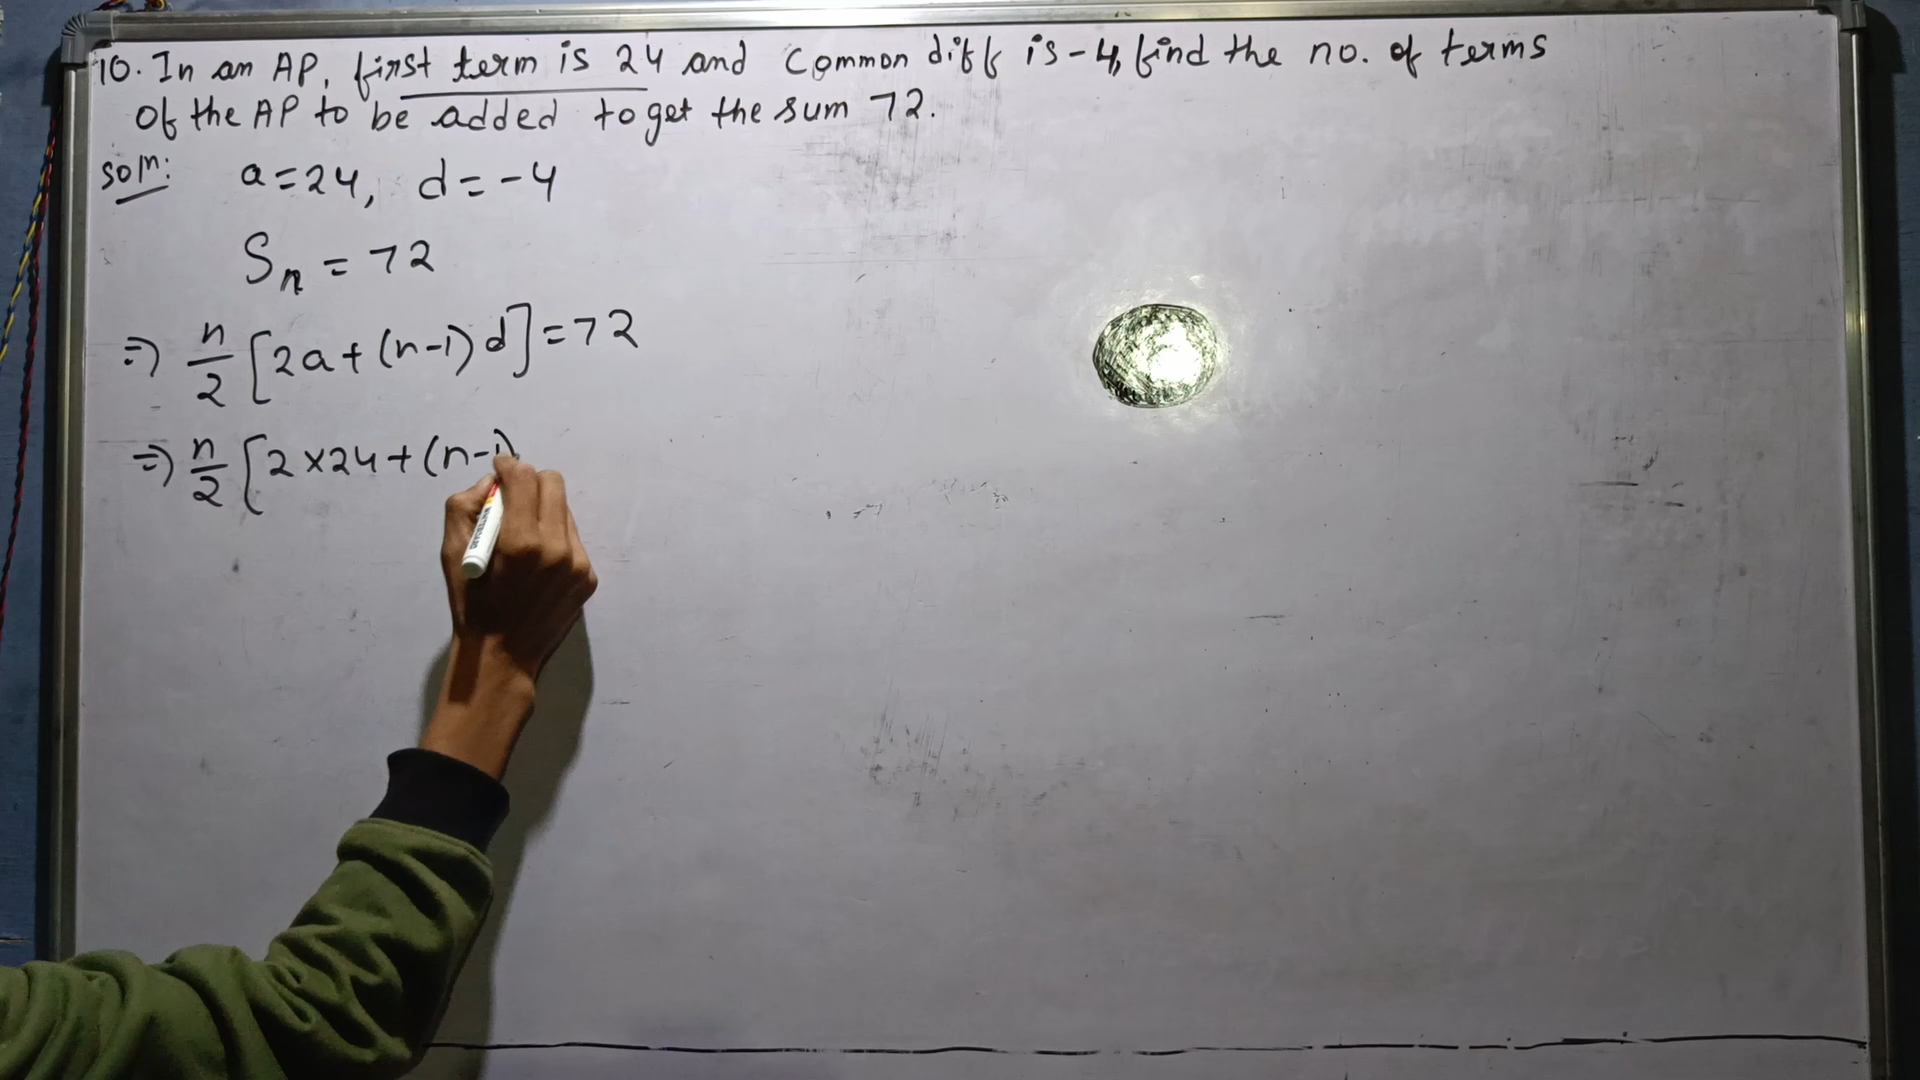 10. In an AP, first term is 24 and common diff is -4, find the no. of terms
of the AP to be added to get the sum 72.
soln: a=24, d=-4
Sn = 72
⇒ n/2 [2a+(n-1)d]=72
⇒ n/2 [2×24+(n-1)